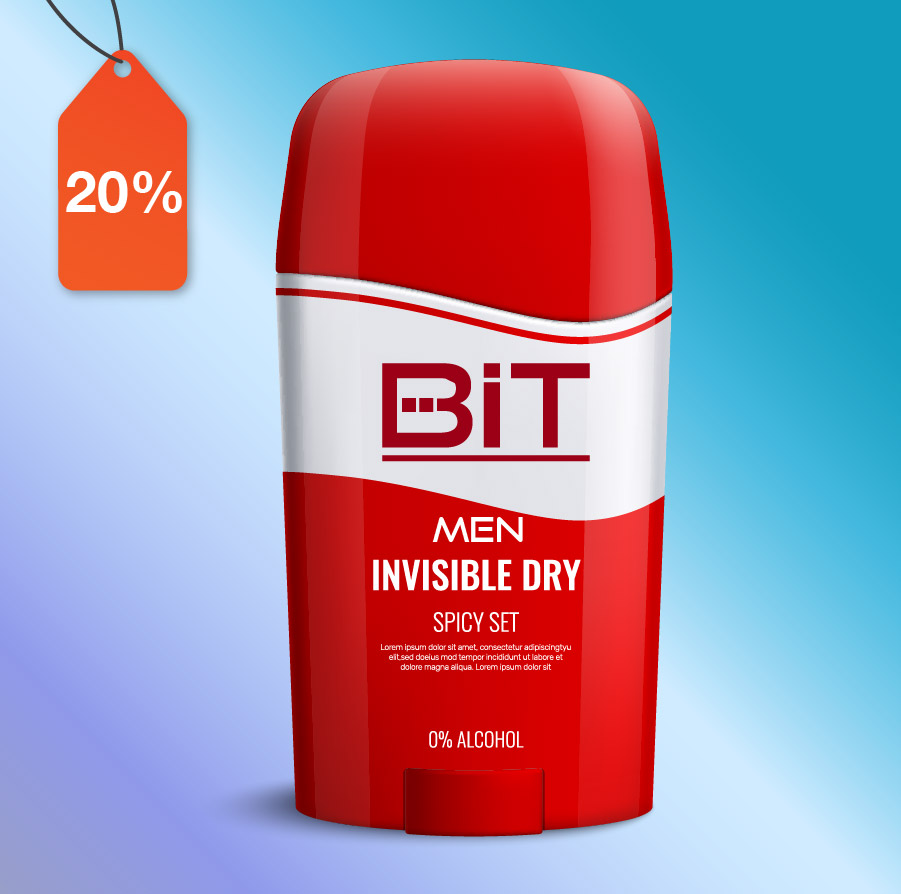 20%
BiT
MEN
INVISIBLE DRY
SPICY SET
Lorem ipsum dolor sit amet, consectetur adipiscingtyu
elit,sed doeius mod tempor incididunt ut labore et
dolore magna aliqua. Lorem ipsum dolor sit
0% ALCOHOL